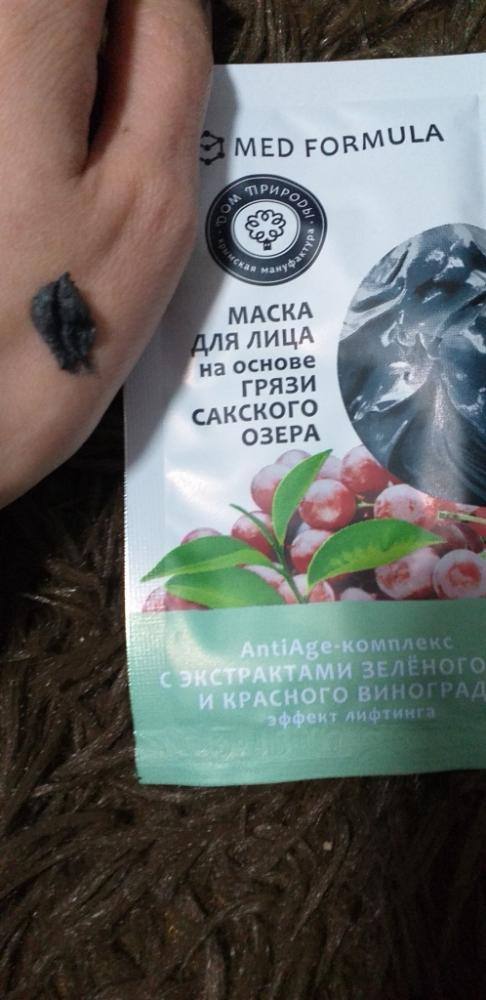 MED FORMULA
ДОМ ПРИРОДЫ
крымская мануфактура
МАСКА
ДЛЯ ЛИЦА
на основе
ГРЯЗИ
САКСКОГО
ОЗЕРА
AntiAge-комплекс
С ЭКСТРАКТАМИ ЗЕЛЁНОГО
И КРАСНОГО ВИНОГРАД
эффект лифтинга